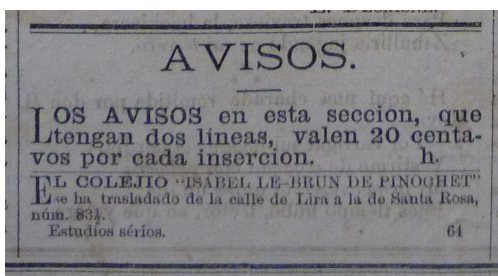 AVISOS.
LOS AVISOS en esta seccion, que
tengan dos líneas, valen 20 centa-
vos por cada insercion. h.
EL COLEJIO "ISABEL LE-BRUN DE PINOCHET"
se ha trasladado de la calle de Lira a la de Santa Rosa,
núm. 83½.
Estudios sérios. 64